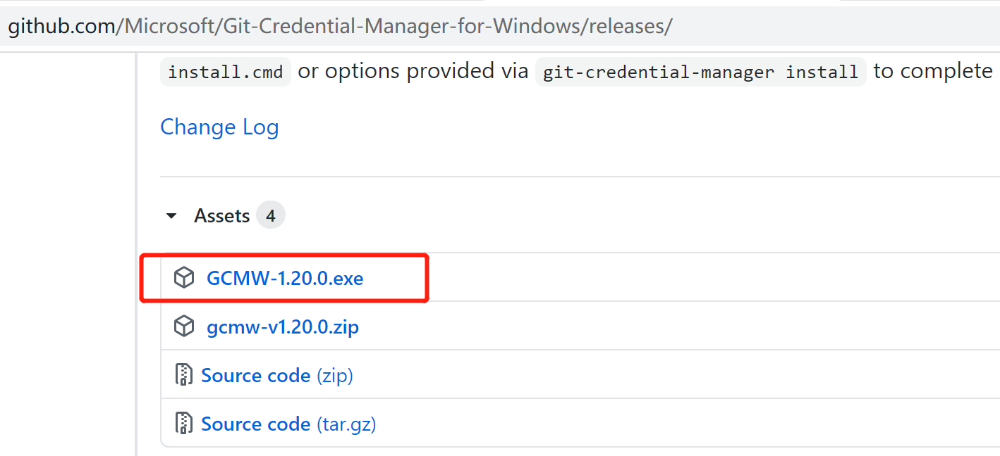 github.com/Microsoft/Git-Credential-Manager-for-Windows/releases/
install.cmd or options provided via git-credential-manager install to complete
Change Log
Assets 4
GCMW-1.20.0.exe
gcmw-v1.20.0.zip
Source code (zip)
Source code (tar.gz)